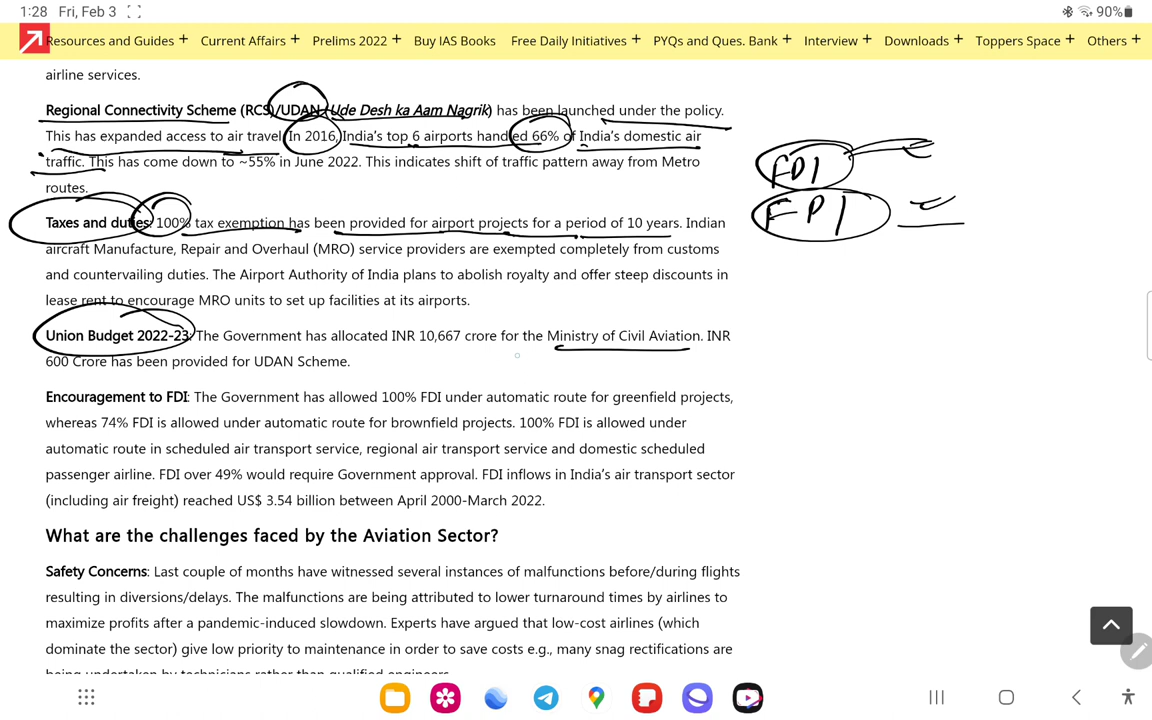 1:28 Fri, Feb 3 90%
Resources and Guides + Current Affairs + Prelims 2022 + Buy IAS Books Free Daily Initiatives + PYQs and Ques. Bank + Interview + Downloads + Toppers Space + Others +
airline services.
Regional Connectivity Scheme (RCS)/UDAN (Ude Desh ka Aam Nagrik) has been launched under the policy.
This has expanded access to air travel. In 2016, India's top 6 airports handled 66% of India's domestic air
traffic. This has come down to ~55% in June 2022. This indicates shift of traffic pattern away from Metro
routes.
FDI
FPI
Taxes and duties: 100% tax exemption has been provided for airport projects for a period of 10 years. Indian
aircraft Manufacture, Repair and Overhaul (MRO) service providers are exempted completely from customs
and countervailing duties. The Airport Authority of India plans to abolish royalty and offer steep discounts in
lease rent to encourage MRO units to set up facilities at its airports.
Union Budget 2022-23: The Government has allocated INR 10,667 crore for the Ministry of Civil Aviation. INR
600 Crore has been provided for UDAN Scheme.
Encouragement to FDI: The Government has allowed 100% FDI under automatic route for greenfield projects,
whereas 74% FDI is allowed under automatic route for brownfield projects. 100% FDI is allowed under
automatic route in scheduled air transport service, regional air transport service and domestic scheduled
passenger airline. FDI over 49% would require Government approval. FDI inflows in India's air transport sector
(including air freight) reached US$ 3.54 billion between April 2000-March 2022.
What are the challenges faced by the Aviation Sector?
Safety Concerns: Last couple of months have witnessed several instances of malfunctions before/during flights
resulting in diversions/delays. The malfunctions are being attributed to lower turnaround times by airlines to
maximize profits after a pandemic-induced slowdown. Experts have argued that low-cost airlines (which
dominate the sector) give low priority to maintenance in order to save costs e.g., many snag rectifications are
being undertaken by technicians rather than qualified engineers.